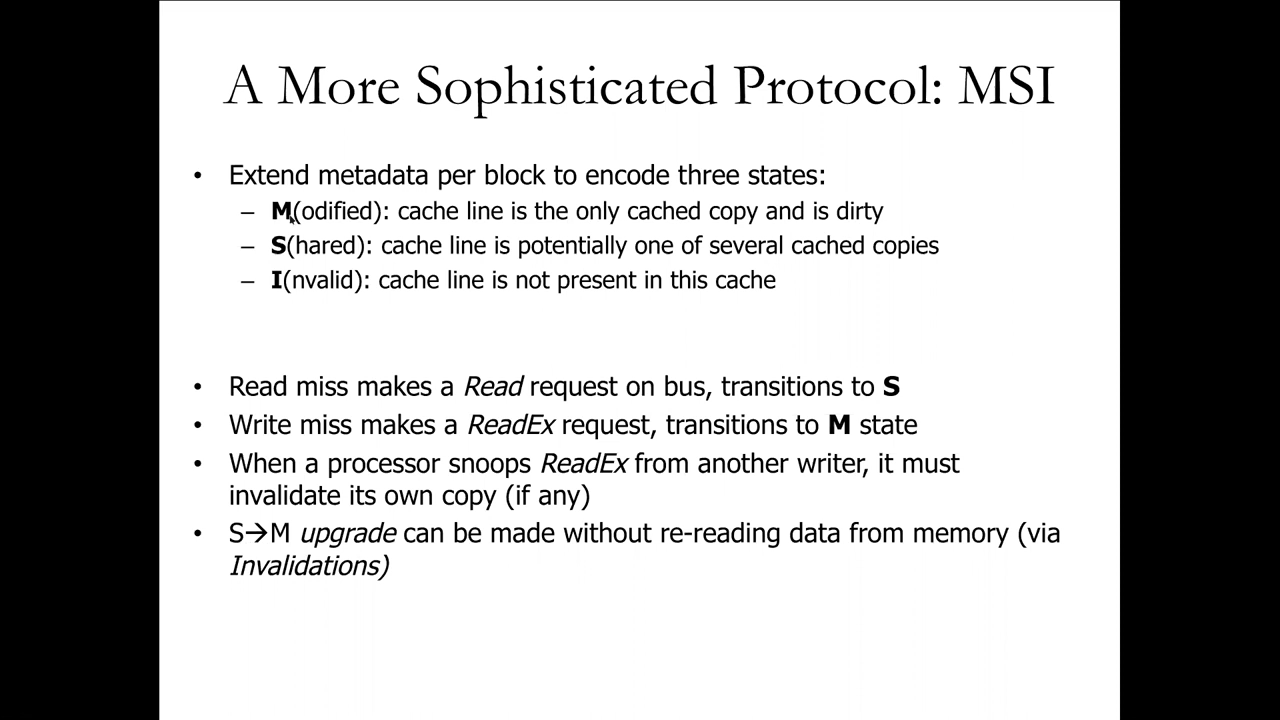 A More Sophisticated Protocol: MSI
• Extend metadata per block to encode three states:
– M(odified): cache line is the only cached copy and is dirty
– S(hared): cache line is potentially one of several cached copies
– I(nvalid): cache line is not present in this cache
• Read miss makes a Read request on bus, transitions to S
• Write miss makes a ReadEx request, transitions to M state
• When a processor snoops ReadEx from another writer, it must
invalidate its own copy (if any)
• S→M upgrade can be made without re-reading data from memory (via
Invalidations)